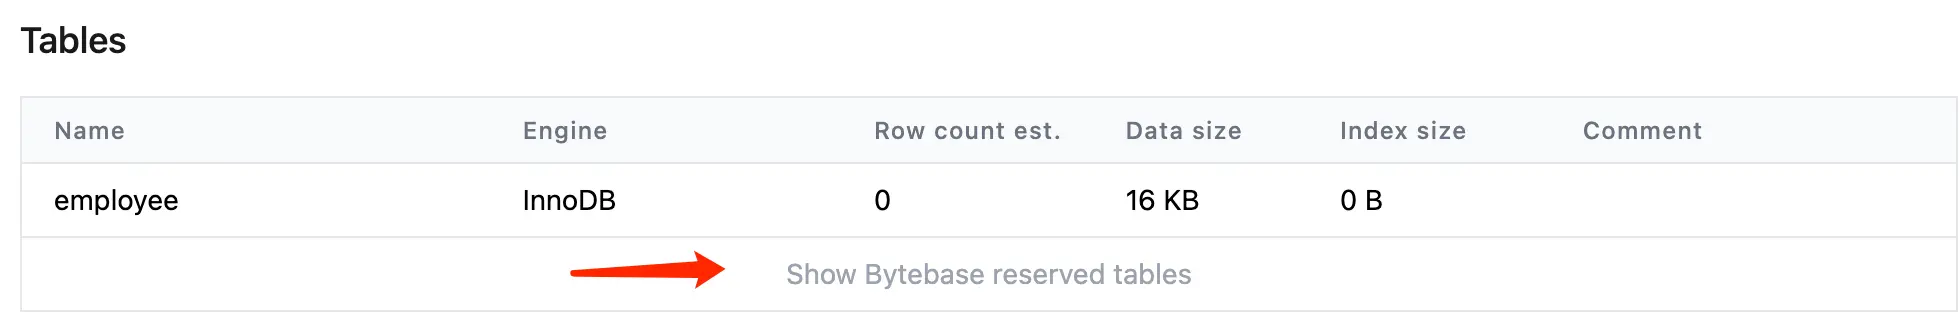 Tables
Name Engine Row count est. Data size Index size Comment
employee InnoDB 0 16 KB 0 B
Show Bytebase reserved tables